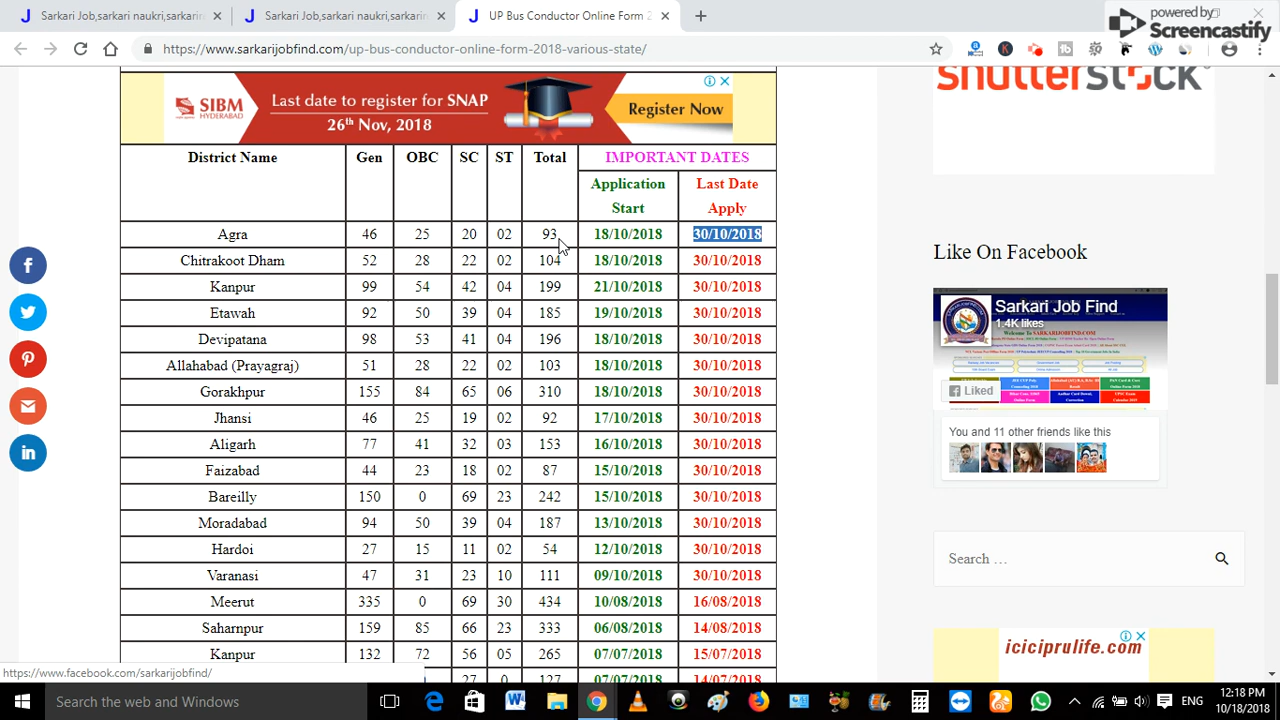 Sarkari Job,sarkari naukri,sarkarin
Sarkari Job,sarkari naukri,sarkarin
UP Bus Conductor Online Form 2
powered by
Screencastify
https://www.sarkarijobfind.com/up-bus-conductor-online-form-2018-various-state/
SIBM
HYDERABAD
Last date to register for SNAP
26th Nov, 2018
Register Now
shutterstock
District Name Gen OBC SC ST Total IMPORTANT DATES
Application Start Last Date Apply
Agra 46 25 20 02 93 18/10/2018 30/10/2018
Chitrakoot Dham 52 28 22 02 104 18/10/2018 30/10/2018
Kanpur 99 54 42 04 199 21/10/2018 30/10/2018
Etawah 92 50 39 04 185 19/10/2018 30/10/2018
Devipatana 98 53 41 04 196 18/10/2018 30/10/2018
Allahabad (Prayagraj) 51 28 22 02 103 18/10/2018 30/10/2018
Gorakhpur 155 84 65 06 310 18/10/2018 30/10/2018
Jhansi 46 25 19 02 92 17/10/2018 30/10/2018
Aligarh 77 41 32 03 153 16/10/2018 30/10/2018
Faizabad 44 23 18 02 87 15/10/2018 30/10/2018
Bareilly 150 0 69 23 242 15/10/2018 30/10/2018
Moradabad 94 50 39 04 187 13/10/2018 30/10/2018
Hardoi 27 15 11 02 54 12/10/2018 30/10/2018
Varanasi 47 31 23 10 111 09/10/2018 30/10/2018
Meerut 335 0 69 30 434 10/08/2018 16/08/2018
Saharnpur 159 85 66 23 333 06/08/2018 14/08/2018
Kanpur 132 72 56 05 265 07/07/2018 15/07/2018
27 0 127 07/07/2018 14/07/2018
Like On Facebook
Sarkari Job Find
1.4K likes
Liked
You and 11 other friends like this
Search ...
iciciprulife.com
https://www.facebook.com/sarkarijobfind/
Search the web and Windows
ENG
12:18 PM
10/18/2018